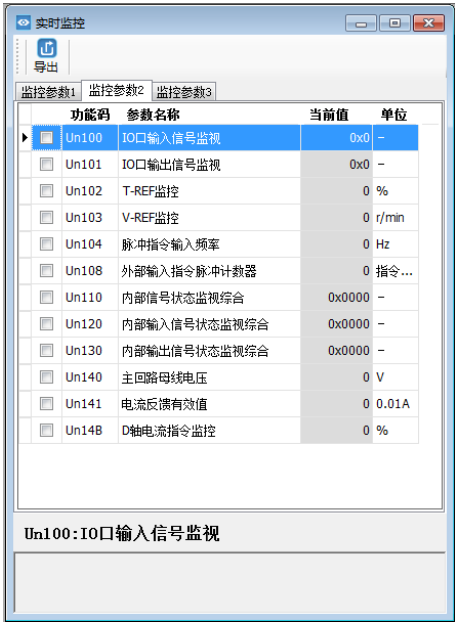 实时监控
导出
监控参数1 监控参数2 监控参数3
功能码 参数名称 当前值 单位
Un100 IO口输入信号监视 0x0 –
Un101 IO口输出信号监视 0x0 –
Un102 T-REF监控 0 %
Un103 V-REF监控 0 r/min
Un104 脉冲指令输入频率 0 Hz
Un108 外部输入指令脉冲计数器 0 指令...
Un110 内部信号状态监视综合 0x0000 –
Un120 内部输入信号状态监视综合 0x0000 –
Un130 内部输出信号状态监视综合 0x0000 –
Un140 主回路母线电压 0 V
Un141 电流反馈有效值 0 0.01A
Un14B D轴电流指令监控 0 %
Un100:IO口输入信号监视